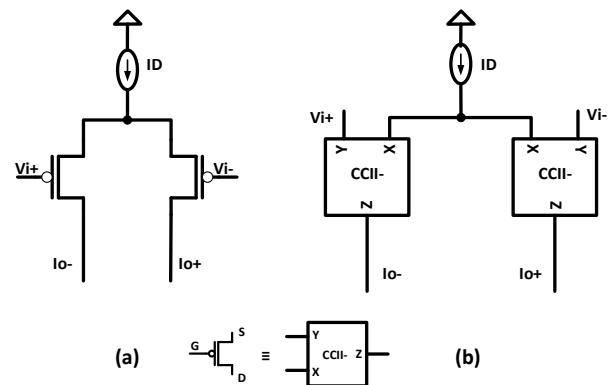 ID
Vi+
Vi-
Io-
Io+
ID
Vi+
Vi-
Y
X
X
Y
CCII-
CCII-
Z
Z
Io-
Io+
(a)
G
S
D
≡
Y
X
CCII-
Z
(b)